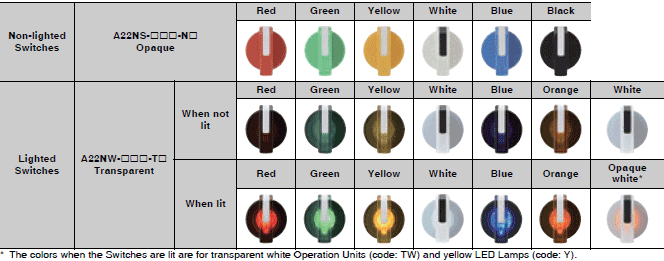 Red Green Yellow White Blue Black
Non-lighted
Switches
A22NS-□□□-N□
Opaque
Red Green Yellow White Blue Orange White
When not
lit
Lighted
Switches
A22NW-□□□-T□
Transparent
Red Green Yellow White Blue Orange Opaque
white*
When lit
* The colors when the Switches are lit are for transparent white Operation Units (code: TW) and yellow LED Lamps (code: Y).